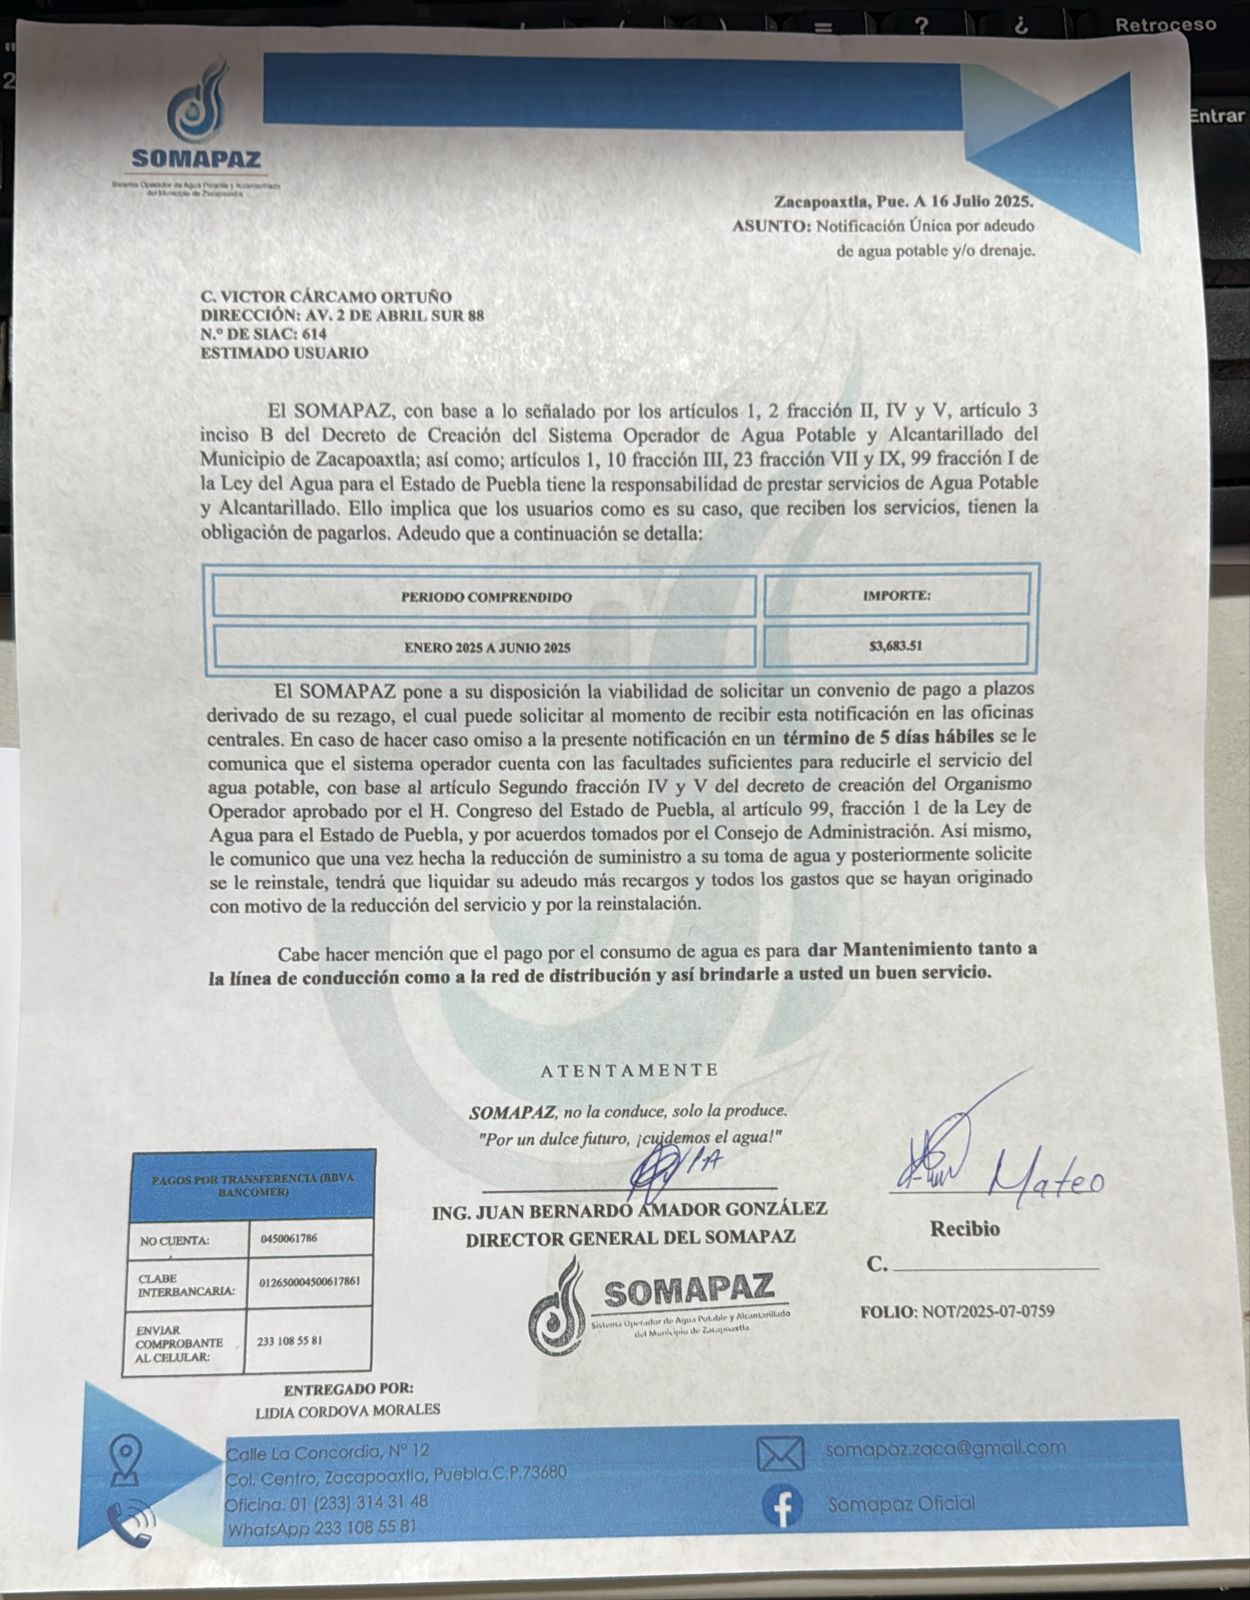 = ? ¿ Retroceso
2
Entrar
SOMAPAZ
Sistema Operador de Agua Potable y Alcantarillado
del Municipio de Zacapoaxtla
Zacapoaxtla, Pue. A 16 Julio 2025.
ASUNTO: Notificación Única por adeudo
de agua potable y/o drenaje.
C. VICTOR CÁRCAMO ORTUÑO
DIRECCIÓN: AV. 2 DE ABRIL SUR 88
N.º DE SIAC: 614
ESTIMADO USUARIO
El SOMAPAZ, con base a lo señalado por los artículos 1, 2 fracción II, IV y V, artículo 3
inciso B del Decreto de Creación del Sistema Operador de Agua Potable y Alcantarillado del
Municipio de Zacapoaxtla; así como; artículos 1, 10 fracción III, 23 fracción VII y IX, 99 fracción I de
la Ley del Agua para el Estado de Puebla tiene la responsabilidad de prestar servicios de Agua Potable
y Alcantarillado. Ello implica que los usuarios como es su caso, que reciben los servicios, tienen la
obligación de pagarlos. Adeudo que a continuación se detalla:
PERIODO COMPRENDIDO IMPORTE:
ENERO 2025 A JUNIO 2025 $3,683.51
El SOMAPAZ pone a su disposición la viabilidad de solicitar un convenio de pago a plazos
derivado de su rezago, el cual puede solicitar al momento de recibir esta notificación en las oficinas
centrales. En caso de hacer caso omiso a la presente notificación en un término de 5 días hábiles se le
comunica que el sistema operador cuenta con las facultades suficientes para reducirle el servicio del
agua potable, con base al artículo Segundo fracción IV y V del decreto de creación del Organismo
Operador aprobado por el H. Congreso del Estado de Puebla, al artículo 99, fracción 1 de la Ley de
Agua para el Estado de Puebla, y por acuerdos tomados por el Consejo de Administración. Así mismo,
le comunico que una vez hecha la reducción de suministro a su toma de agua y posteriormente solicite
se le reinstale, tendrá que liquidar su adeudo más recargos y todos los gastos que se hayan originado
con motivo de la reducción del servicio y por la reinstalación.
Cabe hacer mención que el pago por el consumo de agua es para dar Mantenimiento tanto a
la línea de conducción como a la red de distribución y así brindarle a usted un buen servicio.
ATENTAMENTE
SOMAPAZ, no la conduce, solo la produce.
"Por un dulce futuro, ¡cuidemos el agua!"
P/A
ING. JUAN BERNARDO AMADOR GONZÁLEZ
DIRECTOR GENERAL DEL SOMAPAZ
SOMAPAZ
Sistema Operador de Agua Potable y Alcantarillado
del Municipio de Zacapoaxtla
Mateo
Recibio
C.
FOLIO: NOT/2025-07-0759
PAGOS POR TRANSFERENCIA (BBVA
BANCOMER)
NO CUENTA: 0450061786
CLABE
INTERBANCARIA: 012650004500617861
ENVIAR
COMPROBANTE
AL CELULAR: 233 108 55 81
ENTREGADO POR:
LIDIA CORDOVA MORALES
Calle La Concordia, Nº 12
Col. Centro, Zacapoaxtla, Puebla.C.P.73680
Oficina. 01 (233) 314 31 48
WhatsApp 233 108 55 81
somapaz.zaca@gmail.com
Somapaz Oficial